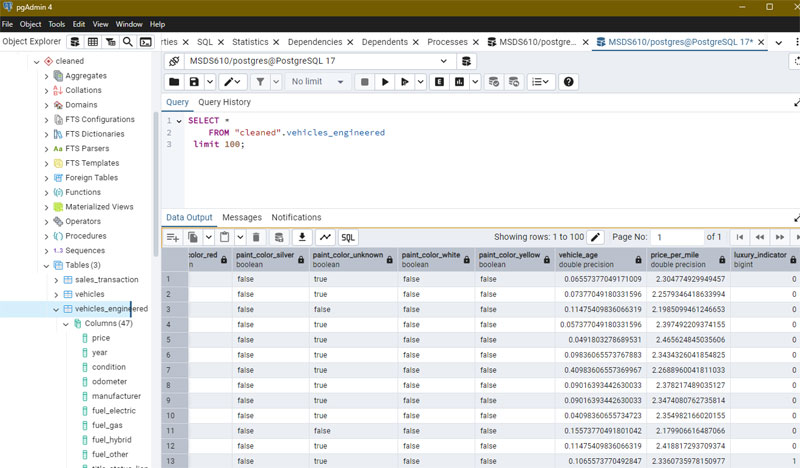 pgAdmin 4
File Object Tools Edit View Window Help
Object Explorer
rties SQL Statistics Dependencies Dependents Processes MSDS610/postgre... MSDS610/postgres@PostgreSQL 17*
MSDS610/postgres@PostgreSQL 17
No limit
Query Query History
1 SELECT *
2 FROM "cleaned".vehicles_engineered
3 limit 100;
cleaned
Aggregates
Collations
Domains
FTS Configurations
FTS Dictionaries
FTS Parsers
FTS Templates
Foreign Tables
Functions
Materialized Views
Operators
Procedures
1..3 Sequences
Tables (3)
sales_transaction
vehicles
vehicles_engineered
Columns (47)
price
year
condition
odometer
manufacturer
fuel_electric
fuel_gas
fuel_hybrid
fuel_other
Data Output Messages Notifications
SQL Showing rows: 1 to 100 Page No: 1 of 1
color_red paint_color_silver paint_color_unknown paint_color_white paint_color_yellow vehicle_age price_per_mile luxury_indicator
n boolean boolean boolean boolean double precision double precision bigint
1 false true false false 0.06557377049171009 2.304774929949457 0
2 false true false false 0.07377049180331596 2.2579346418633994 0
3 false false false false 0.11475409836066319 2.1985099461246653 0
4 false true false false 0.057377049180331596 2.397492209374155 0
5 false true false false 0.0491803278689531 2.465624845035606 0
6 false true false false 0.09836065573767883 2.3434326041854825 0
7 false true false false 0.40983606557369967 2.2688960041811033 0
8 false true false false 0.09016393442630033 2.378217489035127 0
9 false true false false 0.09016393442630033 2.3474080762735814 0
10 false true false false 0.04098360655734723 2.354982166020155 0
11 false false false false 0.15573770491801042 2.179906616487066 0
12 false true false false 0.11475409836066319 2.418817293709374 0
13 false true false false 0.1065573770492847 2.3360735978150977 1